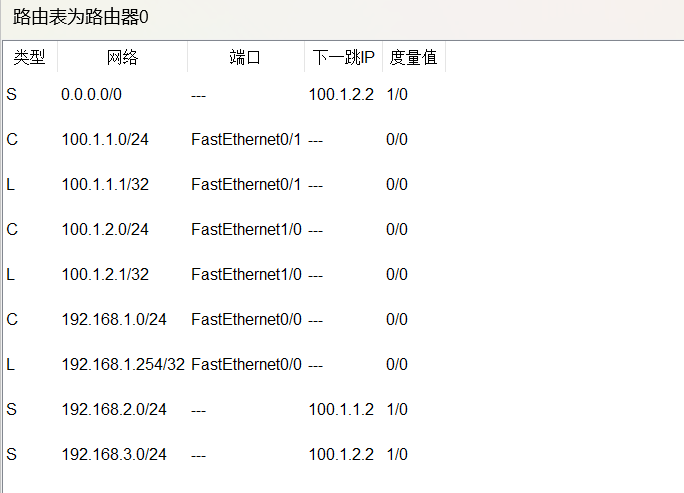 路由表为路由器0
类型 网络 端口 下一跳IP 度量值
S 0.0.0.0/0 --- 100.1.2.2 1/0
C 100.1.1.0/24 FastEthernet0/1 --- 0/0
L 100.1.1.1/32 FastEthernet0/1 --- 0/0
C 100.1.2.0/24 FastEthernet1/0 --- 0/0
L 100.1.2.1/32 FastEthernet1/0 --- 0/0
C 192.168.1.0/24 FastEthernet0/0 --- 0/0
L 192.168.1.254/32 FastEthernet0/0 --- 0/0
S 192.168.2.0/24 --- 100.1.1.2 1/0
S 192.168.3.0/24 --- 100.1.2.2 1/0